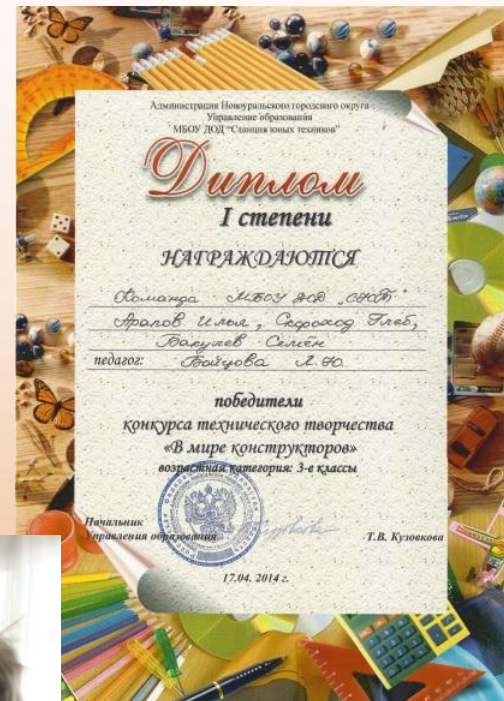 Администрация Новоуральского городского округа
Управление образования
МБОУ ДОД "Станция юных техников"
Диплом
I степени
НАГРАЖДАЮТСЯ
Команда МБОУ ДОД „СЮТ"
Арапов Илья, Скороход Глеб,
Бакулев Семён
педагог:
победители
конкурса технического творчества
«В мире конструкторов»
возрастная категория: 3-е классы
Начальник
Управления образования
Т.В. Кузовкова
17.04. 2014 г.